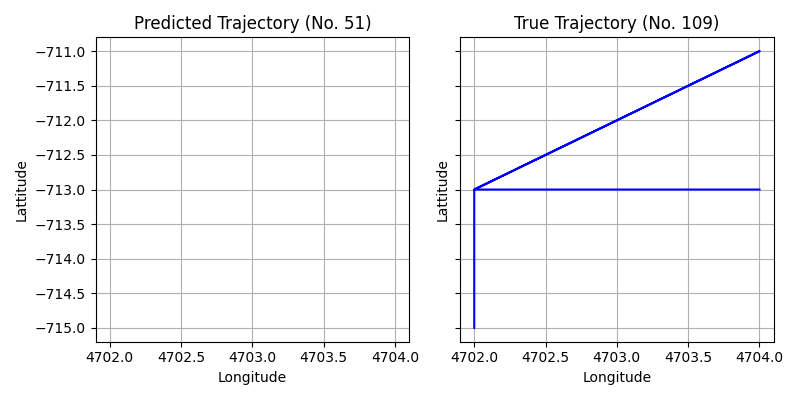 Predicted Trajectory (No. 51)
True Trajectory (No. 109)
−711.0
−711.5
−712.0
−712.5
−713.0
−713.5
−714.0
−714.5
−715.0
Lattitude
Lattitude
4702.0 4702.5 4703.0 4703.5 4704.0
4702.0 4702.5 4703.0 4703.5 4704.0
Longitude
Longitude